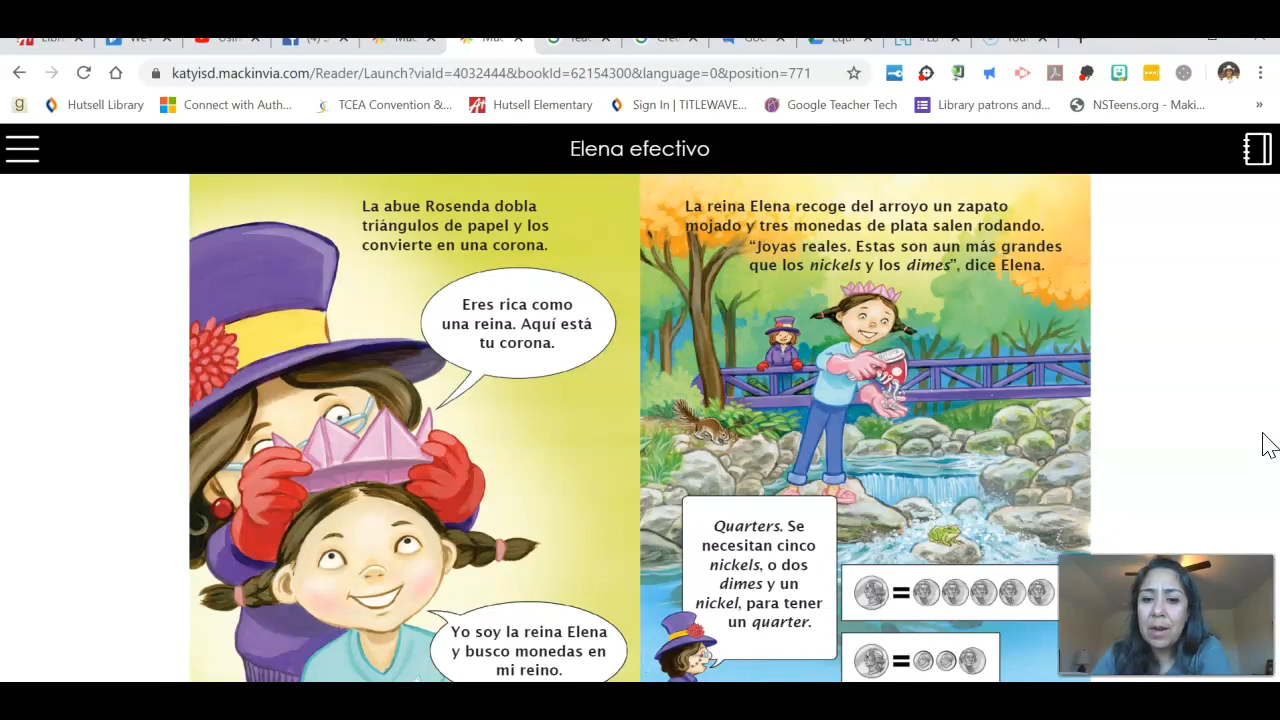 katyisd.mackinvia.com/Reader/Launch?viaId=4032444&bookId=62154300&language=0&position=771
Hutsell Library
Connect with Auth...
TCEA Convention &...
Hutsell Elementary
Sign In | TITLEWAVE...
Google Teacher Tech
Library patrons and...
NSTeens.org - Maki...
»
Elena efectivo
La abue Rosenda dobla
triángulos de papel y los
convierte en una corona.
Eres rica como
una reina. Aquí está
tu corona.
Yo soy la reina Elena
y busco monedas en
mi reino.
La reina Elena recoge del arroyo un zapato
mojado y tres monedas de plata salen rodando.
“Joyas reales. Estas son aun más grandes
que los nickels y los dimes”, dice Elena.
Quarters. Se
necesitan cinco
nickels, o dos
dimes y un
nickel, para tener
un quarter.
=
=